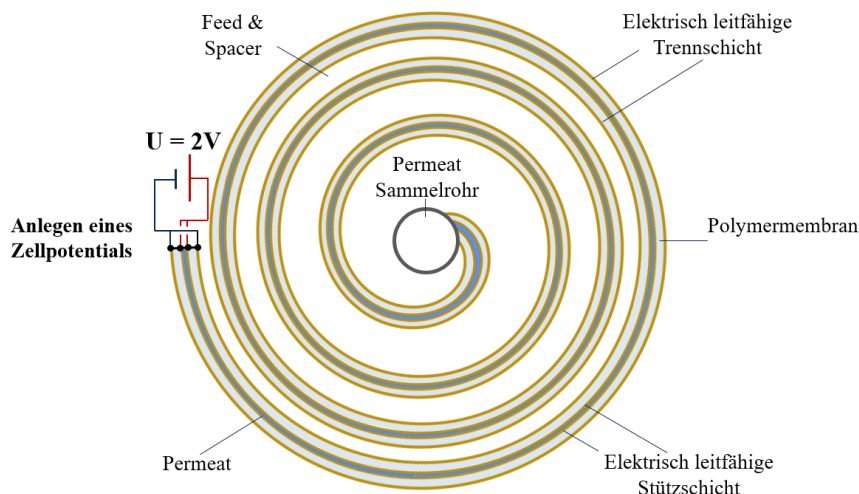 Feed &
Spacer
Elektrisch leitfähige
Trennschicht
U = 2V
Permeat
Sammelrohr
Anlegen eines
Zellpotentials
Polymermembran
Permeat
Elektrisch leitfähige
Stützschicht